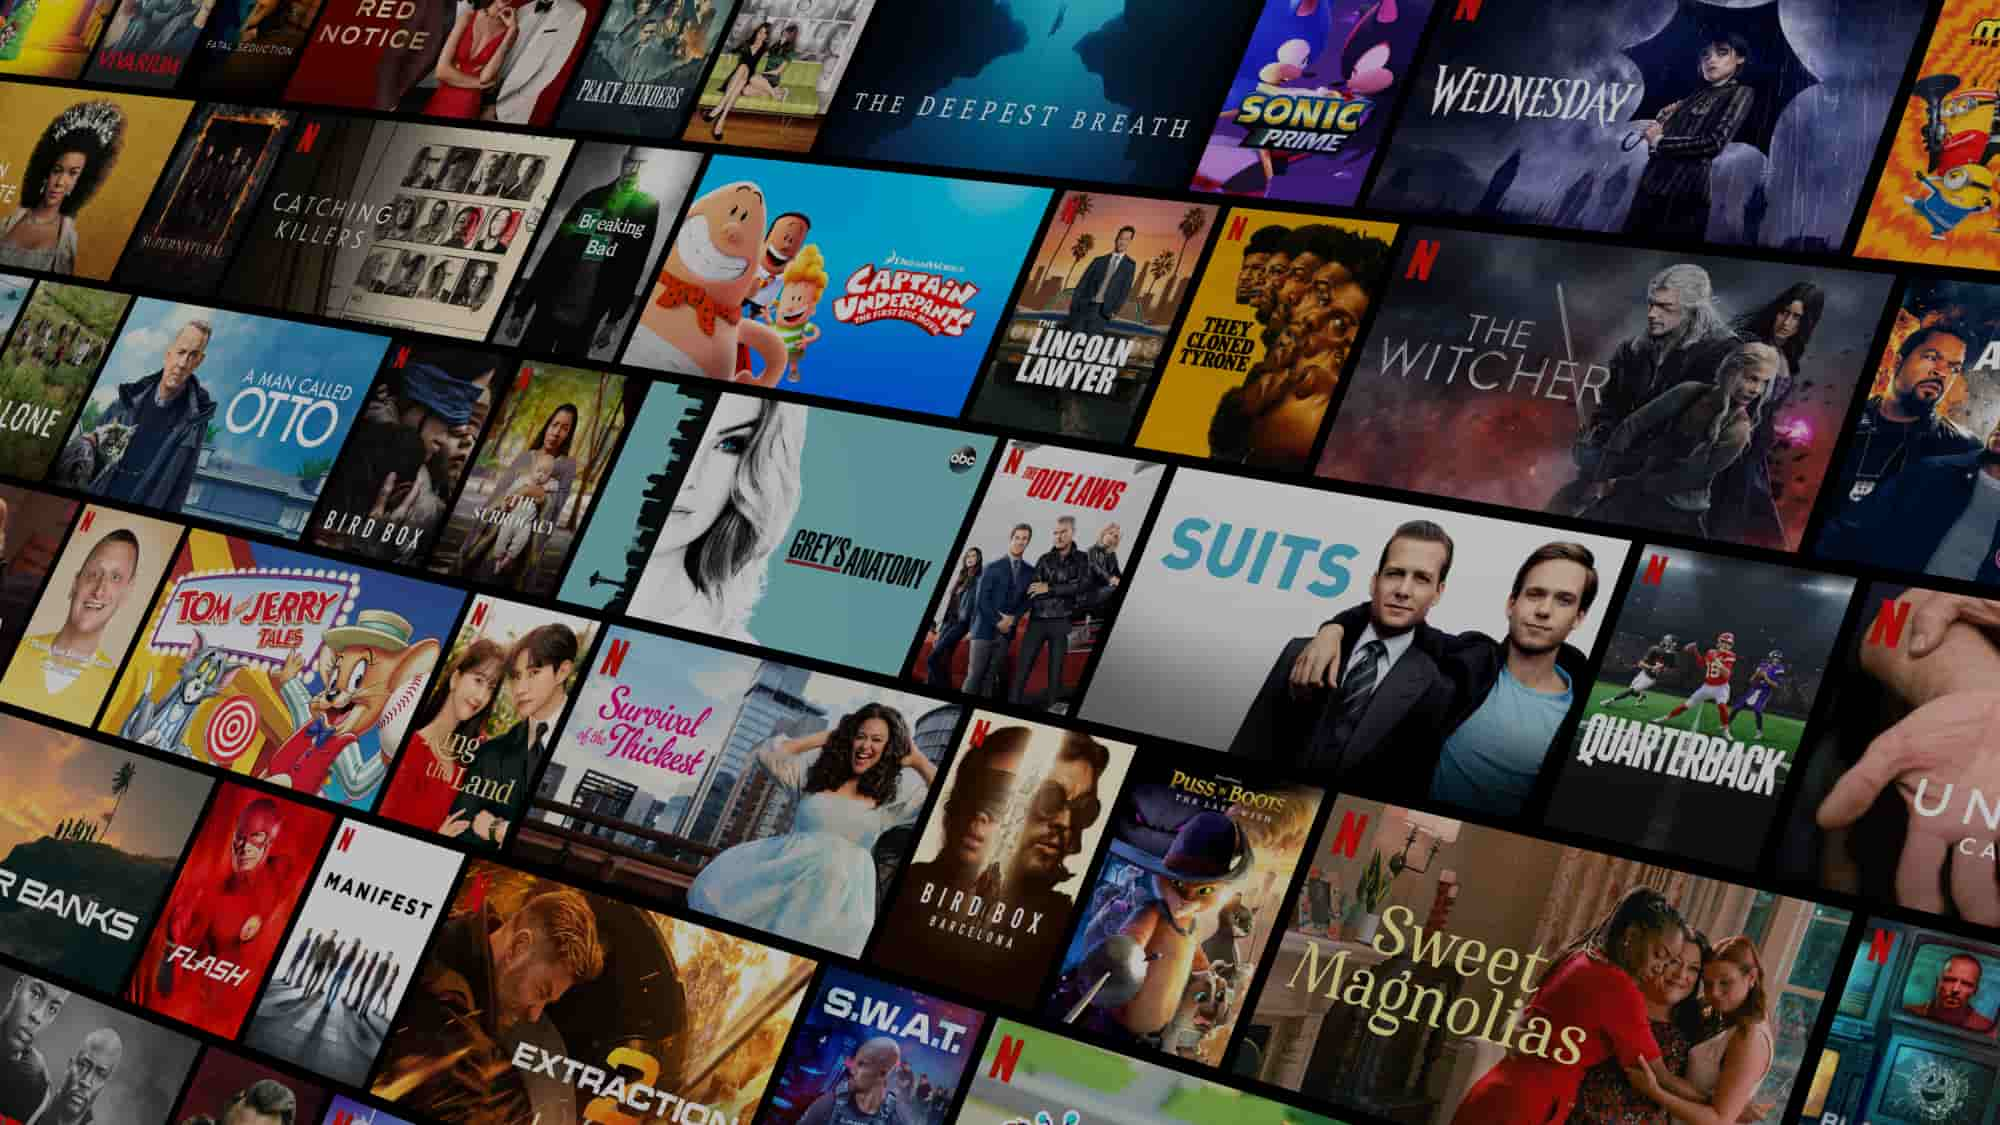 VIVARIUM
FATAL SEDUCTION
RED
NOTICE
PEAKY BLINDERS
THE DEEPEST BREATH
SONIC
PRIME
N
WEDNESDAY
SUPERNATURAL
N
CATCHING
KILLERS
Breaking
Bad
DREAMWORKS
CAPTAIN
UNDERPANTS
THE FIRST EPIC MOVIE
N
THE
LINCOLN
LAWYER
N
THEY
CLONED
TYRONE
N
THE
WITCHER
LONE
A MAN CALLED
OTTO
N
BIRD BOX
N
THE
SURROGACY
abc
GREY'S ANATOMY
N
THE OUT-LAWS
SUITS
N
QUARTERBACK
N
UN
CA
N
TOM AND JERRY
TALES
N
ing
the Land
N
Survival
of the Thickest
N
BIRD BOX
BARCELONA
PUSS IN BOOTS
THE LAST WISH
N
Sweet
Magnolias
N
R BANKS
FLASH
N
MANIFEST
N
EXTRACTION
2
S.W.A.T.
N
N